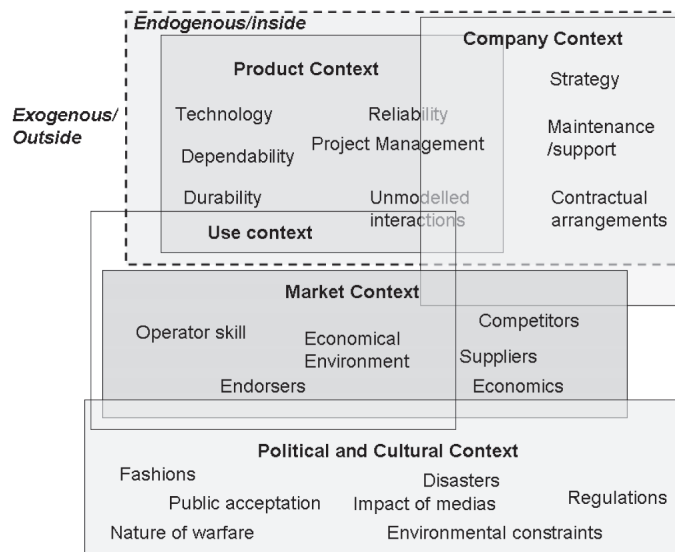 Endogenous/inside
Company Context
Product Context
Strategy
Exogenous/
Outside
Technology
Reliability
Maintenance
/support
Project Management
Dependability
Durability
Unmodelled
interactions
Contractual
arrangements
Use context
Market Context
Operator skill
Economical
Environment
Competitors
Suppliers
Endorsers
Economics
Political and Cultural Context
Fashions
Disasters
Public acceptation
Impact of medias
Regulations
Nature of warfare
Environmental constraints